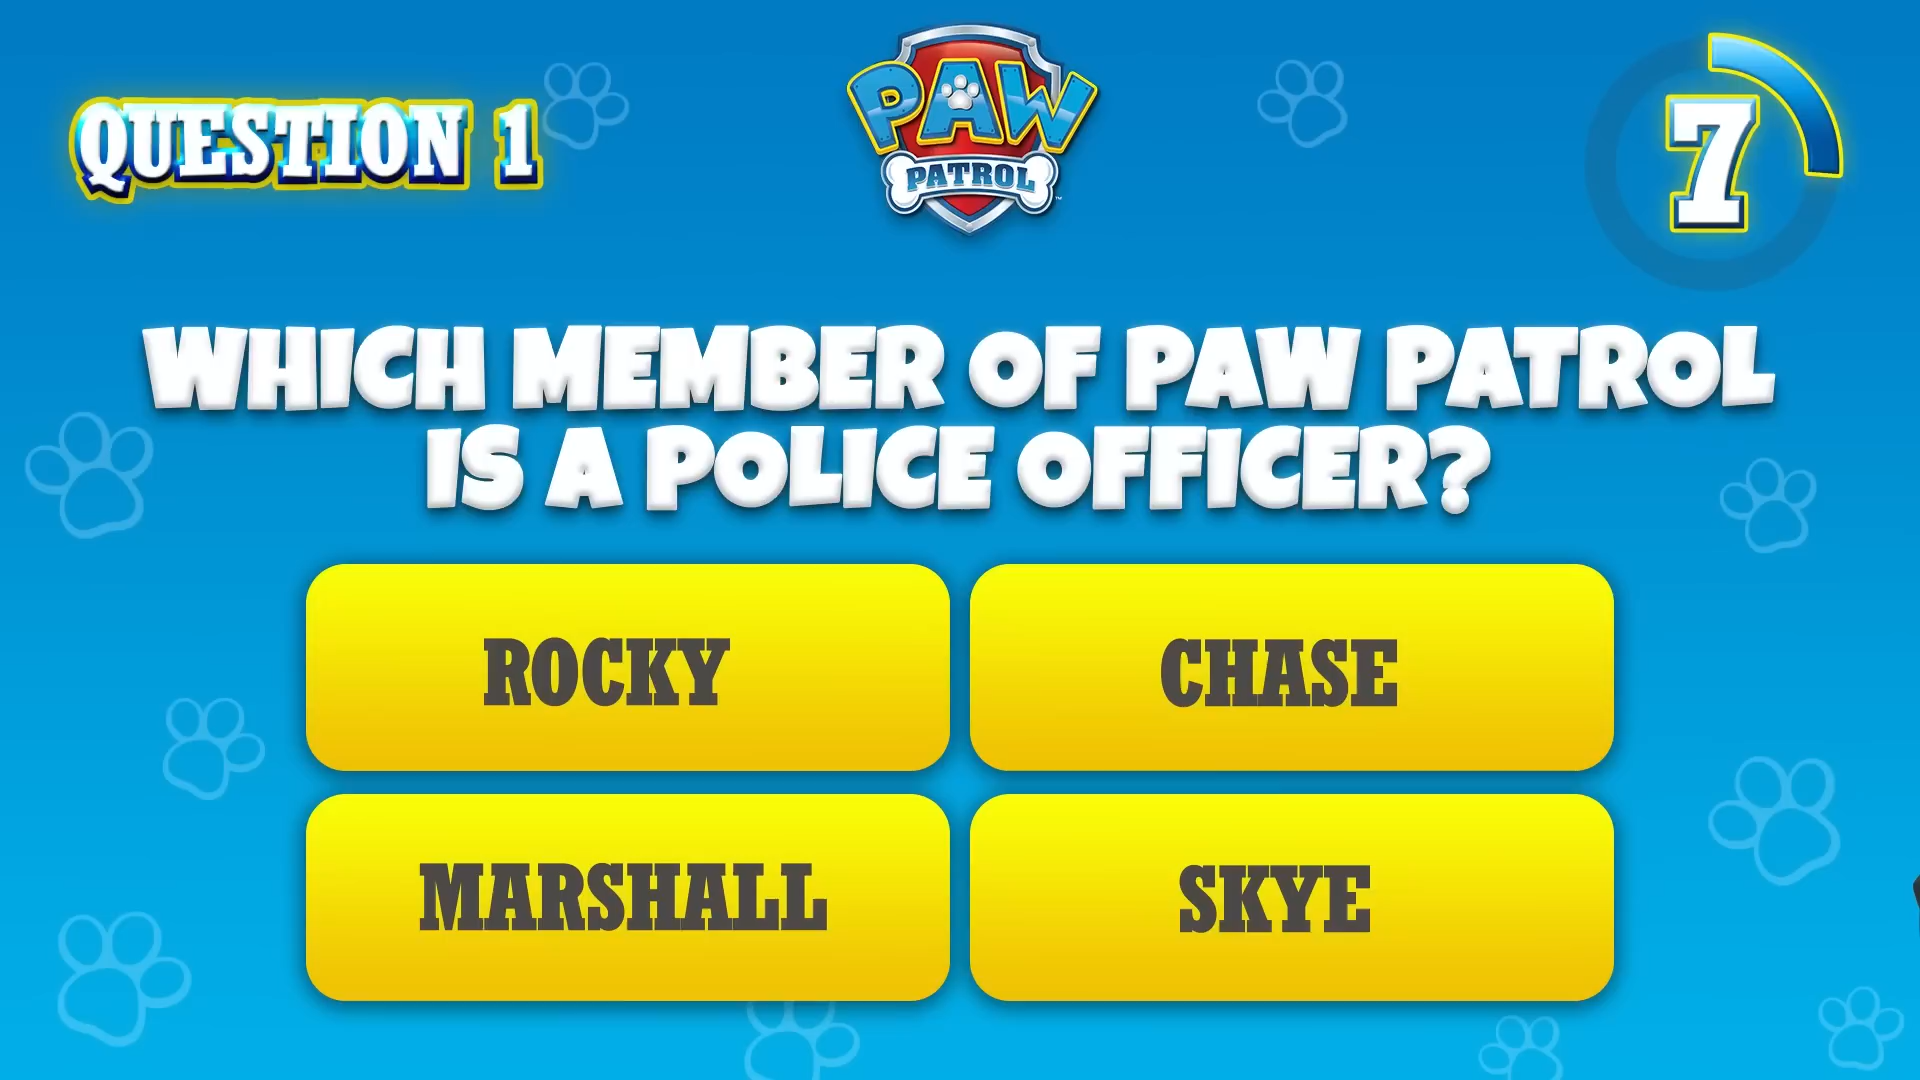 QUESTION 1
PAW
PATROL
7
WHICH MEMBER OF PAW PATROL
IS A POLICE OFFICER?
ROCKY
CHASE
MARSHALL
SKYE